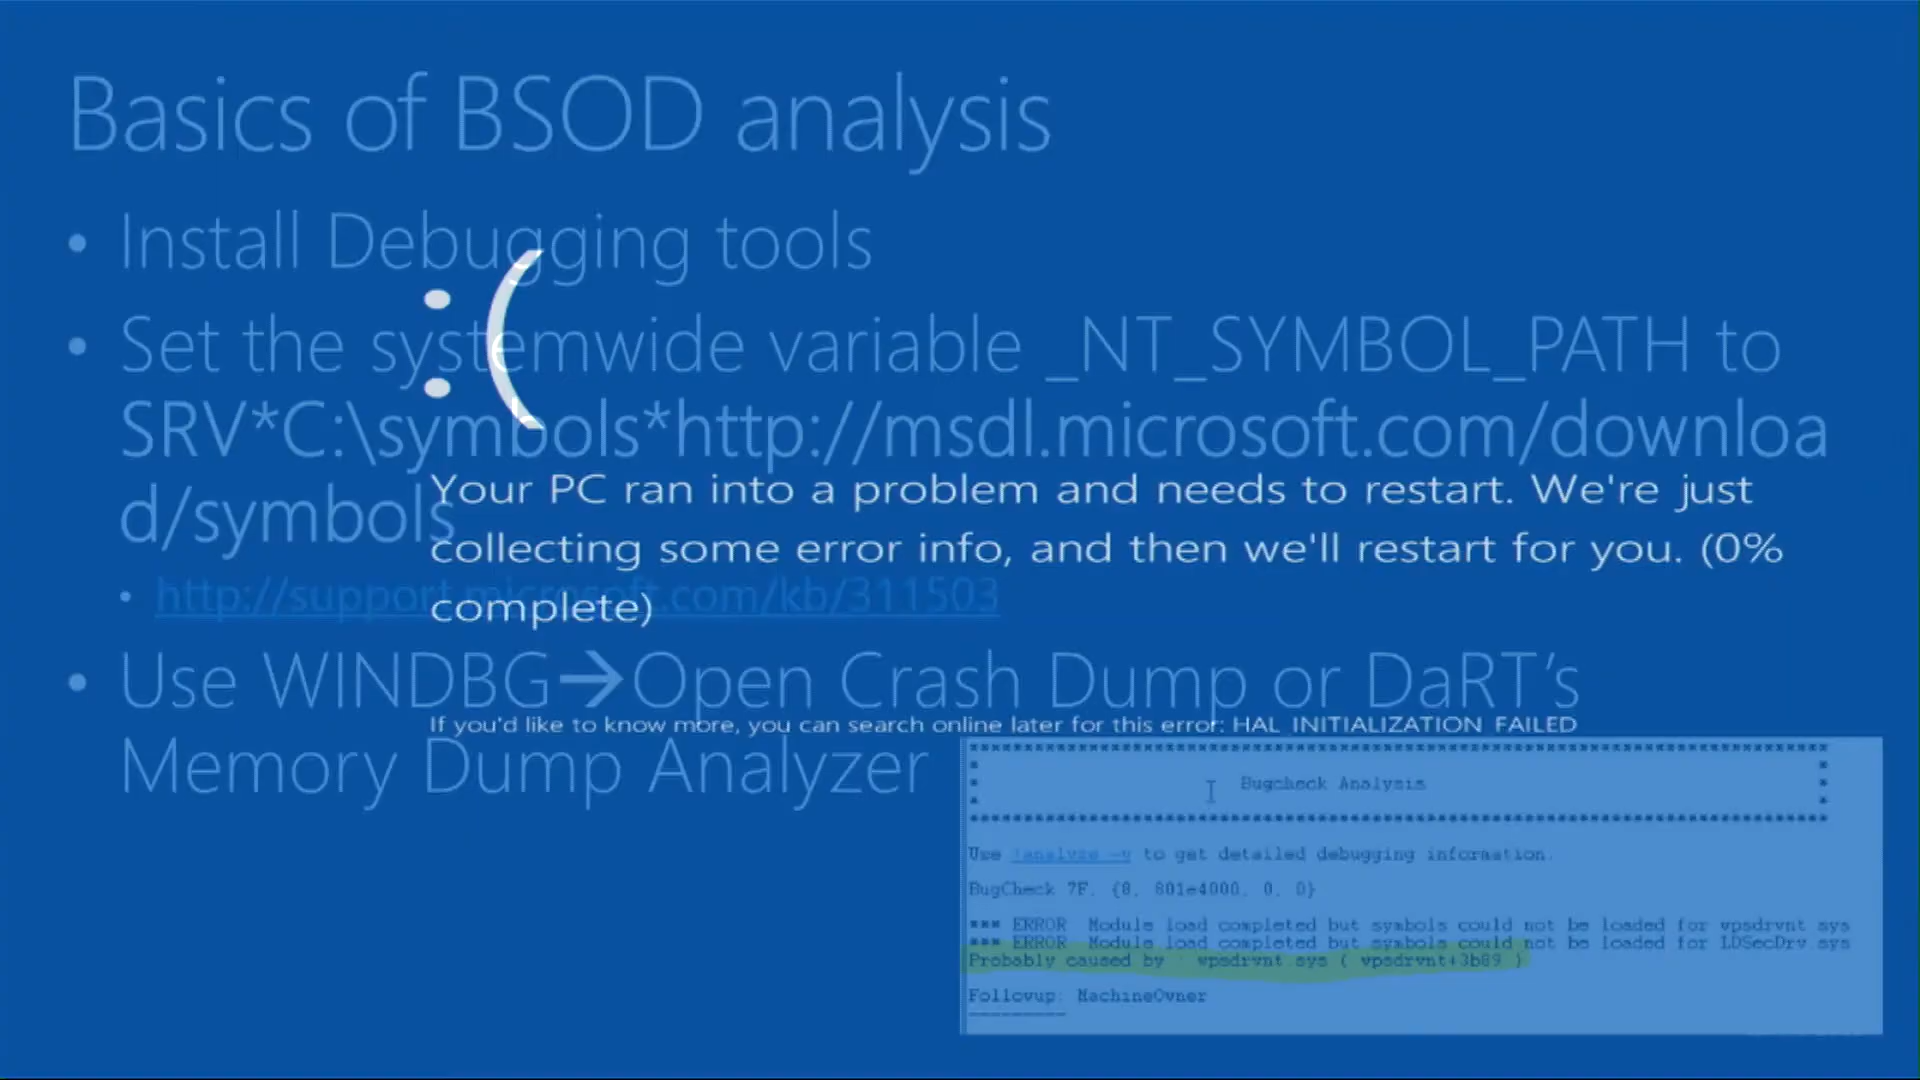 Basics of BSOD analysis
• Install Debugging tools
:(
• Set the systemwide variable _NT_SYMBOL_PATH to
SRV*C:\symbols*http://msdl.microsoft.com/downloa
d/symbols
Your PC ran into a problem and needs to restart. We're just
collecting some error info, and then we'll restart for you. (0%
complete)
• http://support.microsoft.com/kb/311503
• Use WINDBG→Open Crash Dump or DaRT's
Memory Dump Analyzer
If you'd like to know more, you can search online later for this error: HAL_INITIALIZATION_FAILED
Bugcheck Analysis
Use !analyze -v to get detailed debugging information.
BugCheck 7F, {8, 801e4000, 0, 0}
*** ERROR: Module load completed but symbols could not be loaded for vpsdrvnt.sys
*** ERROR: Module load completed but symbols could not be loaded for LDSecDrv.sys
Probably caused by : vpsdrvnt.sys ( vpsdrvnt+3b89 )
Followup: MachineOwner